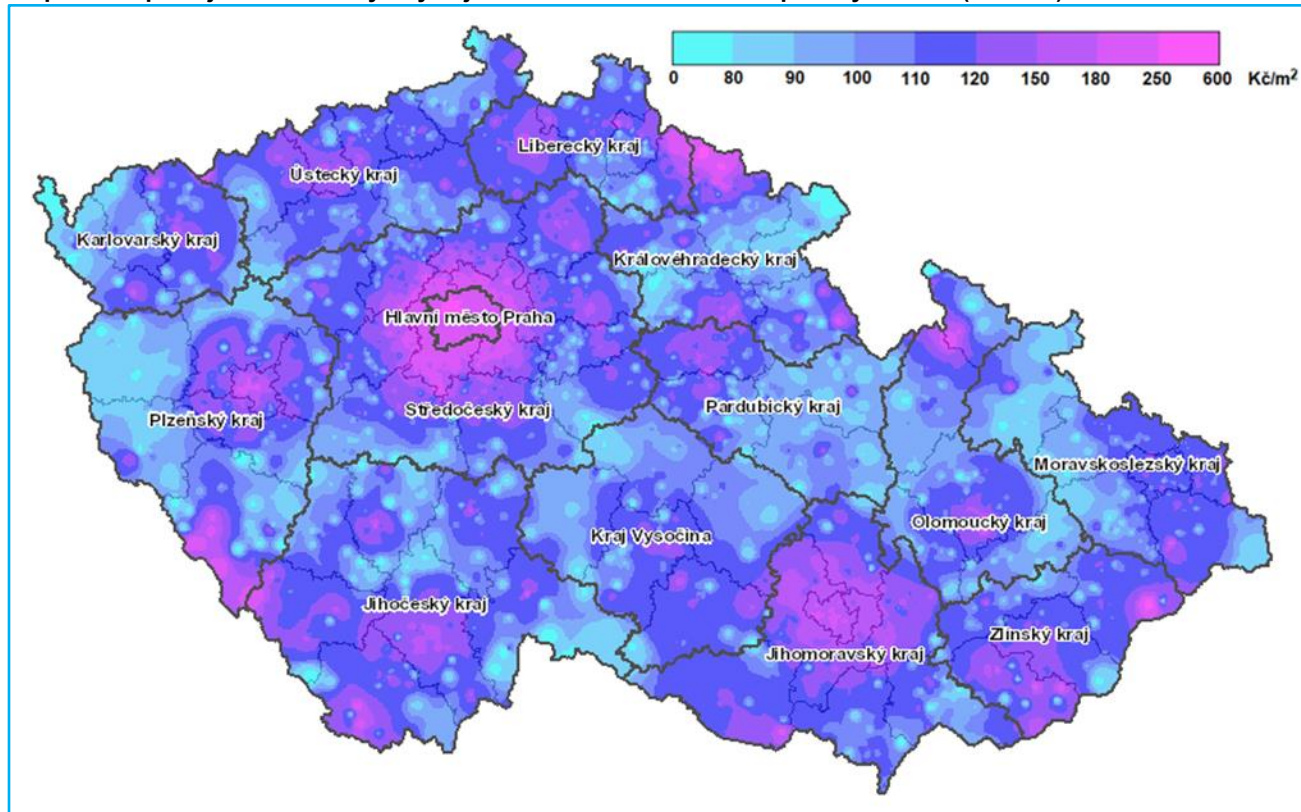 0 80 90 100 110 120 150 180 250 600 Kč/m²
Liberecký kraj
Ústecký kraj
Karlovarský kraj
Královéhradecký kraj
Hlavní město Praha
Středočeský kraj
Pardubický kraj
Plzeňský kraj
Moravskoslezský kraj
Olomoucký kraj
Kraj Vysočina
Jihočeský kraj
Zlínský kraj
Jihomoravský kraj